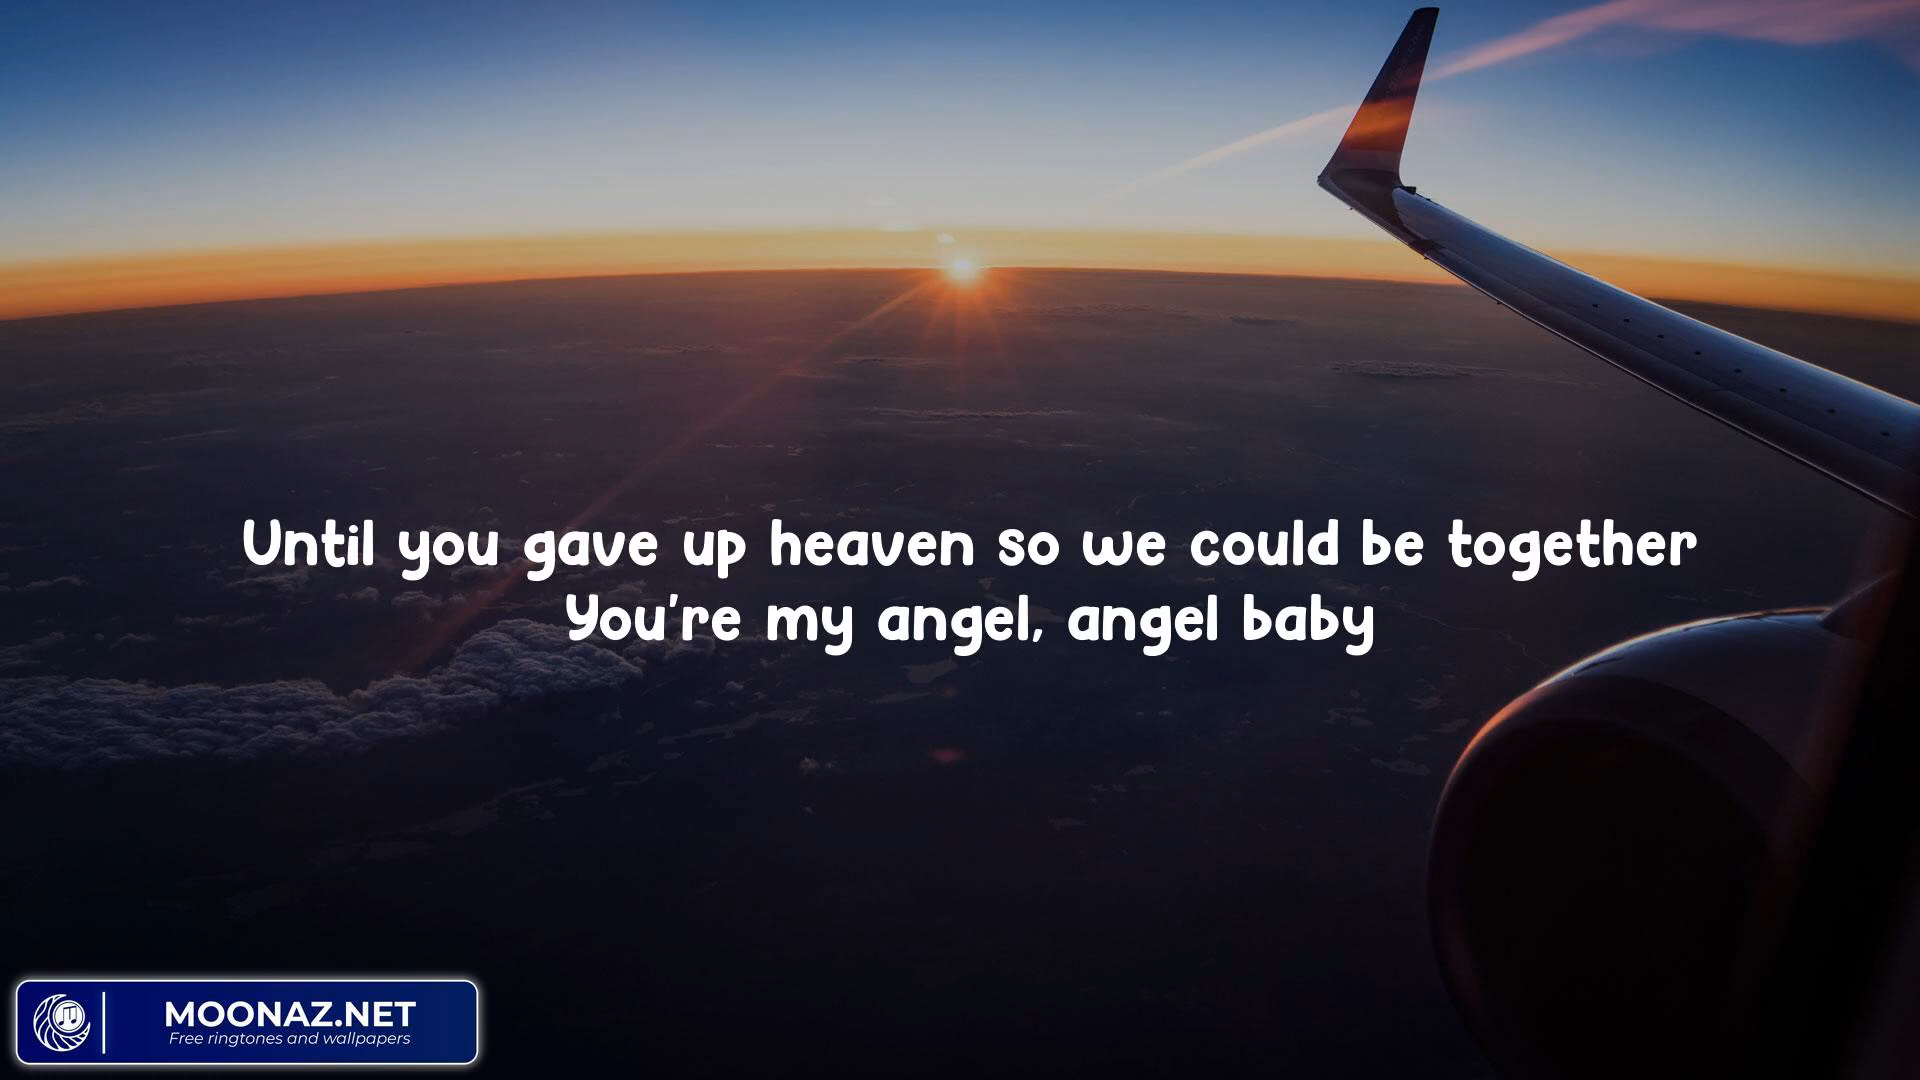 Until you gave up heaven so we could be together
You're my angel, angel baby
MOONAZ.NET
Free ringtones and wallpapers